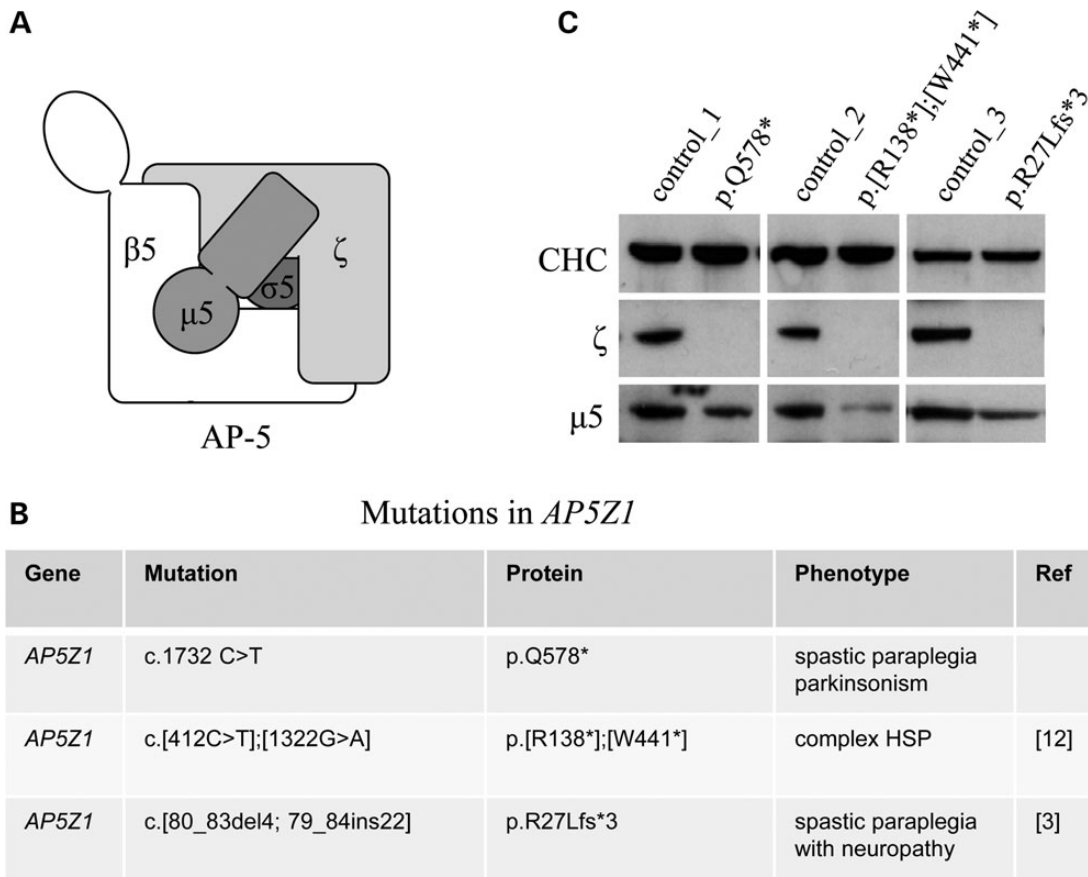 A
β5
ζ
σ5
μ5
AP-5
C
control_1
p.Q578*
control_2
p.[R138*];[W441*]
control_3
p.R27Lfs*3
CHC
ζ
μ5
B
Mutations in AP5Z1
Gene Mutation Protein Phenotype Ref
AP5Z1 c.1732 C>T p.Q578* spastic paraplegia
parkinsonism
AP5Z1 c.[412C>T];[1322G>A] p.[R138*];[W441*] complex HSP [12]
AP5Z1 c.[80_83del4; 79_84ins22] p.R27Lfs*3 spastic paraplegia [3]
with neuropathy